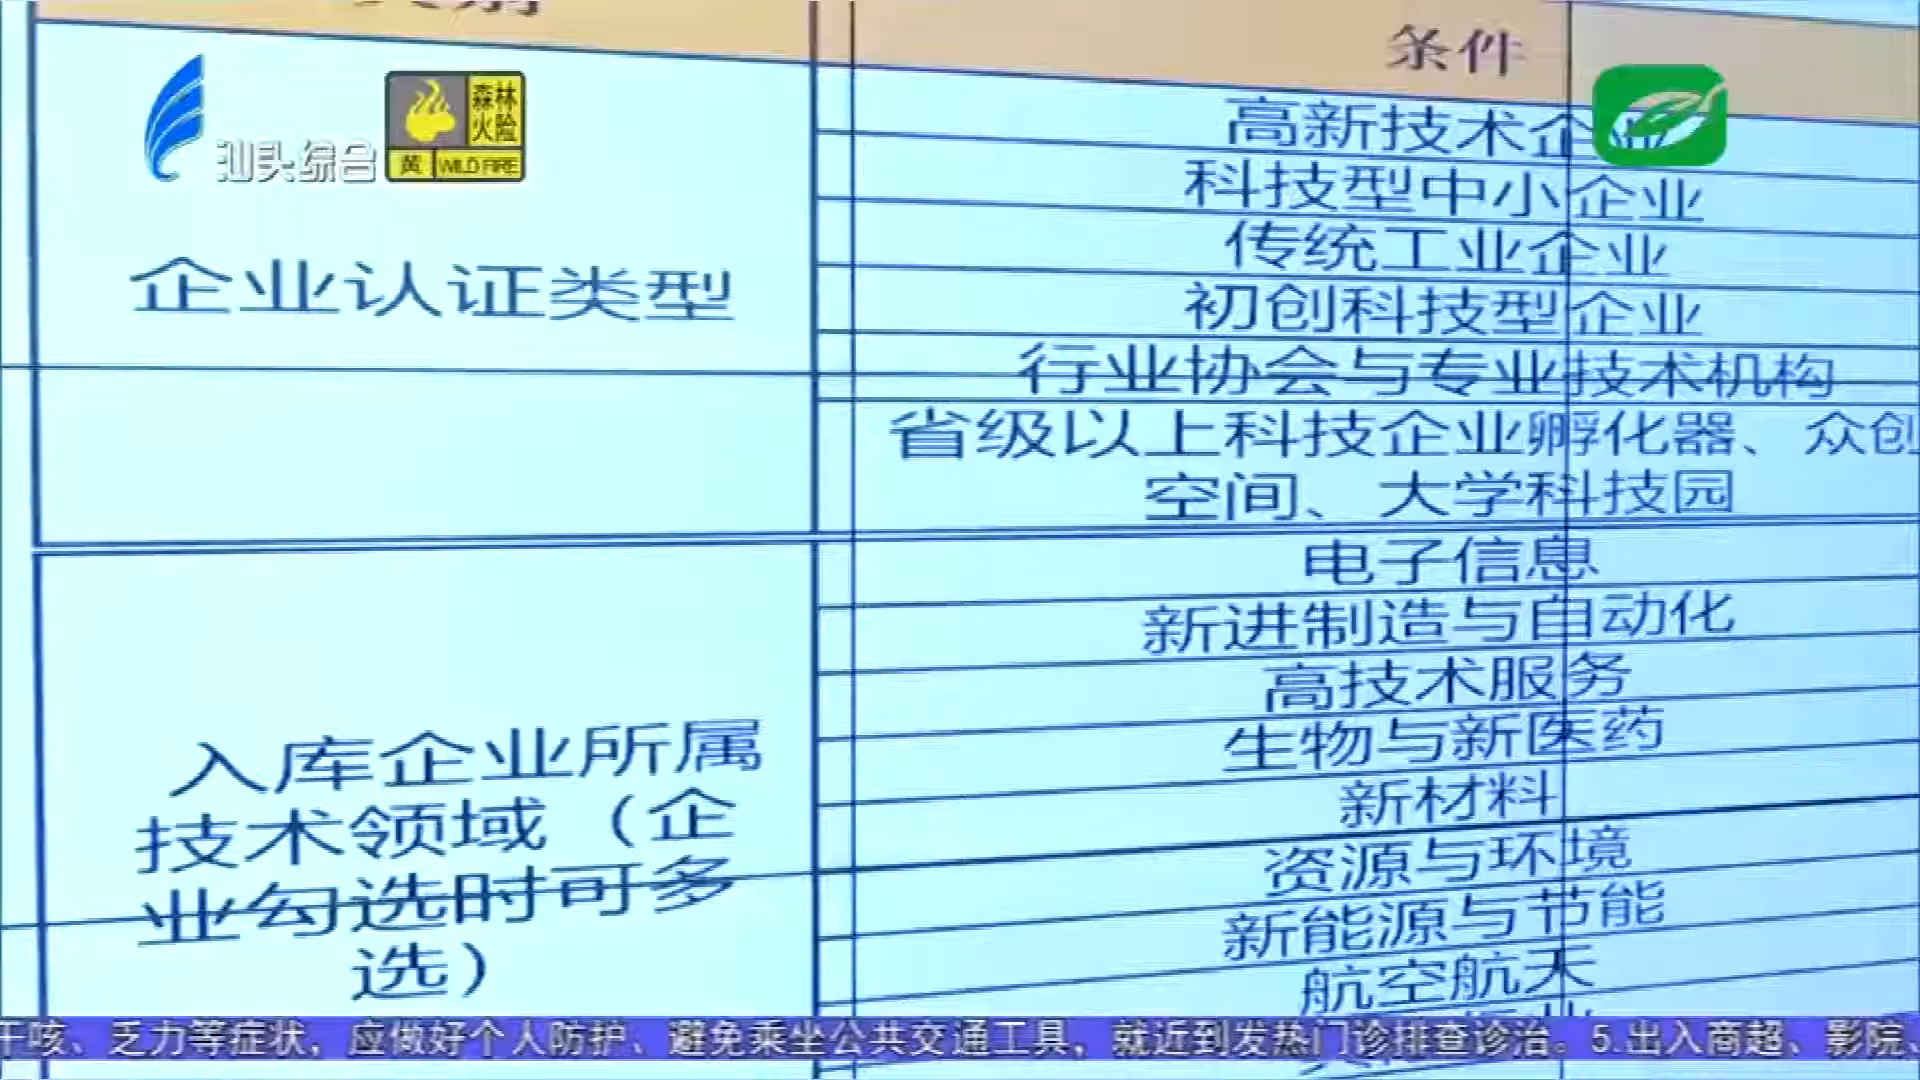 条件
汕头综合
森林
火险
黄
WILD FIRE
企业认证类型
高新技术企业
科技型中小企业
传统工业企业
初创科技型企业
行业协会与专业技术机构
省级以上科技企业孵化器、众创
空间、大学科技园
入库企业所属
技术领域（企
业勾选时可多
选）
电子信息
新进制造与自动化
高技术服务
生物与新医药
新材料
资源与环境
新能源与节能
航空航天
干咳、乏力等症状，应做好个人防护、避免乘坐公共交通工具，就近到发热门诊排查诊治。5.出入商超、影院、